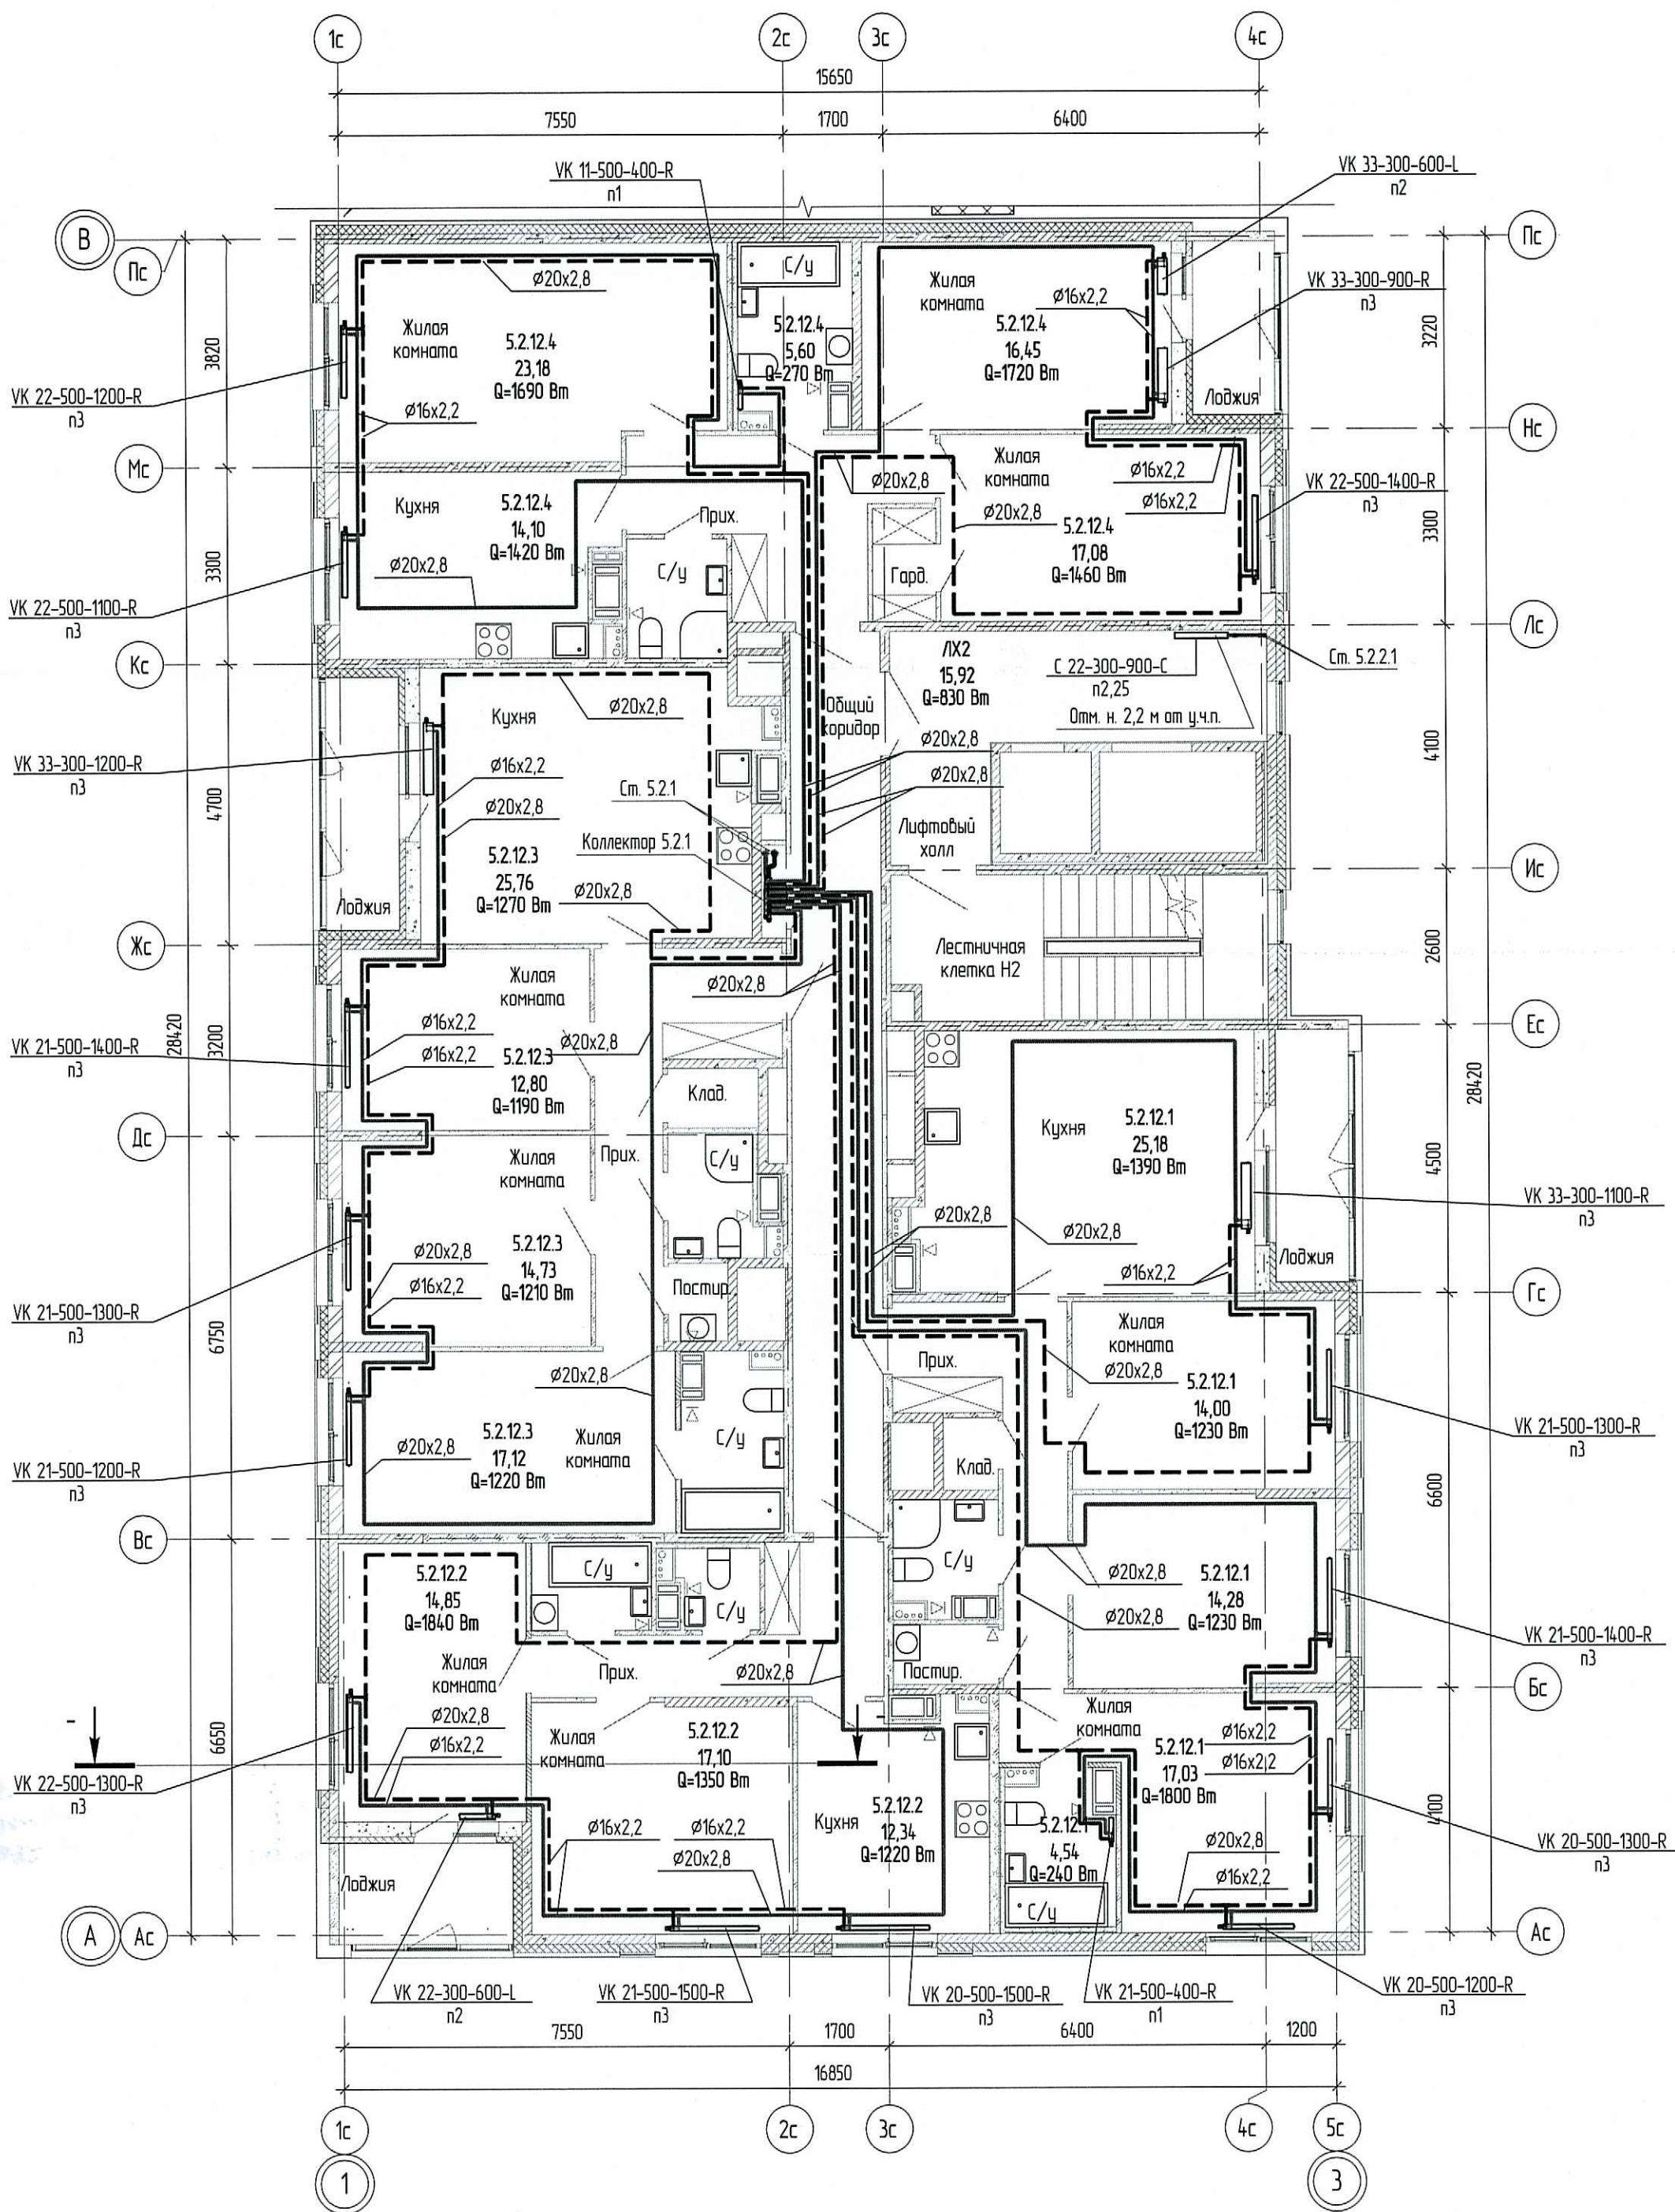 1с
2с
3с
4с
15650
7550
1700
6400
VK 11-500-400-R
п1
VK 33-300-600-L
п2
В
Пс
Пс
С/у
Ø20x2,8
Жилая
комната
Ø16x2,2
VK 33-300-900-R
п3
Жилая
комната
5.2.12.4
23,18
Q=1690 Вт
5.2.12.4
5,60
Q=270 Вт
5.2.12.4
16,45
Q=1720 Вт
3820
3220
VK 22-500-1200-R
п3
Ø16x2,2
Лоджия
Нс
Мс
Жилая
комната
Ø16x2,2
Ø20x2,8
Ø16x2,2
VK 22-500-1400-R
п3
Кухня
5.2.12.4
14,10
Q=1420 Вт
Прих.
Ø20x2,8
5.2.12.4
17,08
Q=1460 Вт
3300
3300
Ø20x2,8
С/у
Гард.
VK 22-500-1100-R
п3
Лс
Кс
ЛХ2
15,92
Q=830 Вт
С 22-300-900-С
п2,25
Ст. 5.2.2.1
Отм. н. 2,2 м от у.ч.п.
Кухня
Ø20x2,8
Общий
коридор
VK 33-300-1200-R
п3
Ø16x2,2
Ø20x2,8
Ø20x2,8
Ø20x2,8
4100
4700
Ст. 5.2.1
Коллектор 5.2.1
Лифтовый
холл
5.2.12.3
25,76
Q=1270 Вт
Ø20x2,8
Ис
Лоджия
Жс
Лестничная
клетка Н2
2600
Жилая
комната
Ø20x2,8
28420
3200
Ø16x2,2
Ø16x2,2
Ø20x2,8
5.2.12.3
12,80
Q=1190 Вт
VK 21-500-1400-R
п3
Ес
28420
Клад.
Дс
Кухня
5.2.12.1
25,18
Q=1390 Вт
4500
Жилая
комната
Прих.
С/у
VK 33-300-1100-R
п3
Ø20x2,8
Ø16x2,2
5.2.12.3
14,73
Q=1210 Вт
Ø20x2,8
Ø20x2,8
Ø16x2,2
Лоджия
Постир.
VK 21-500-1300-R
п3
Гс
6750
Жилая
комната
Прих.
Ø20x2,8
Ø20x2,8
5.2.12.1
14,00
Q=1230 Вт
VK 21-500-1300-R
п3
5.2.12.3
17,12
Q=1220 Вт
Ø20x2,8
Жилая
комната
С/у
Клад.
VK 21-500-1200-R
п3
6600
Вс
С/у
С/у
С/у
5.2.12.2
14,85
Q=1840 Вт
Ø20x2,8
Ø20x2,8
5.2.12.1
14,28
Q=1230 Вт
VK 21-500-1400-R
п3
Жилая
комната
Прих.
Ø20x2,8
Постир.
Бс
Ø20x2,8
Ø16x2,2
Жилая
комната
5.2.12.2
17,10
Q=1350 Вт
Жилая
комната
Ø16x2,2
Ø16x2,2
5.2.12.1
17,03
Q=1800 Вт
6650
-
VK 22-500-1300-R
п3
Ø16x2,2
Ø16x2,2
Ø20x2,8
Кухня
5.2.12.2
12,34
Q=1220 Вт
5.2.12.1
4,54
Q=240 Вт
Ø20x2,8
Ø16x2,2
4100
VK 20-500-1300-R
п3
Лоджия
С/у
А
Ас
Ас
VK 22-300-600-L
п2
VK 21-500-1500-R
п3
VK 20-500-1500-R
п3
VK 21-500-400-R
п1
VK 20-500-1200-R
п3
7550
1700
6400
1200
16850
1с
2с
3с
4с
5с
1
3